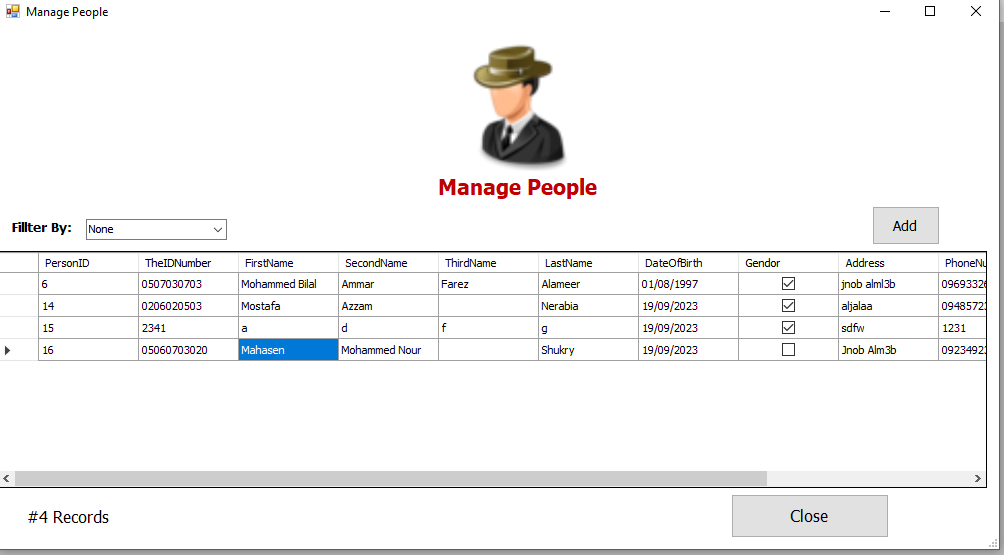 Manage People
Manage People
Fillter By: None
Add
PersonID TheIDNumber FirstName SecondName ThirdName LastName DateOfBirth Gendor Address PhoneNu
6 0507030703 Mohammed Bilal Ammar Farez Alameer 01/08/1997 jnob alml3b 09693326
14 0206020503 Mostafa Azzam Nerabia 19/09/2023 aljalaa 09485723
15 2341 a d f g 19/09/2023 sdfw 1231
16 05060703020 Mahasen Mohammed Nour Shukry 19/09/2023 Jnob Alm3b 09234923
#4 Records
Close